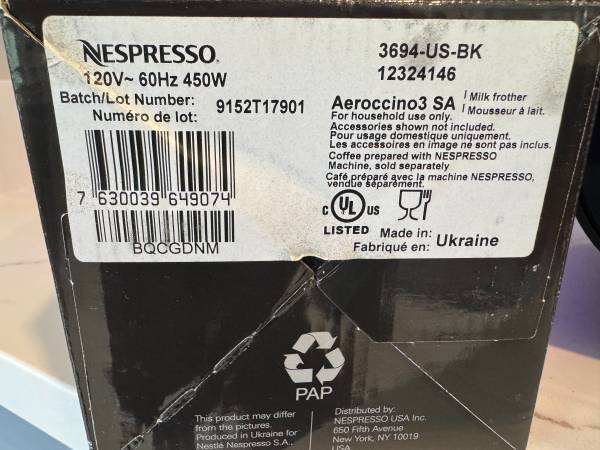 NESPRESSO.
120V~ 60Hz 450W
Batch/Lot Number:
Numéro de lot:
9152T17901
7 630039 649074
BQCGDNM
3694-US-BK
12324146
Aeroccino3 SA / Milk frother
/ Mousseur à lait.
For household use only.
Accessories shown not included.
Pour usage domestique uniquement.
Les accessoires en image ne sont pas inclus.
Coffee prepared with NESPRESSO
Machine, sold separately
Café préparé avec la machine NESPRESSO,
vendue séparément.
C UL US
LISTED
Made in:
Fabriqué en: Ukraine
PAP
This product may differ
from the pictures.
Produced in Ukraine for
Nestlé Nespresso S.A.,
Distributed by:
NESPRESSO USA Inc.
650 Fifth Avenue
New York, NY 10019
USA